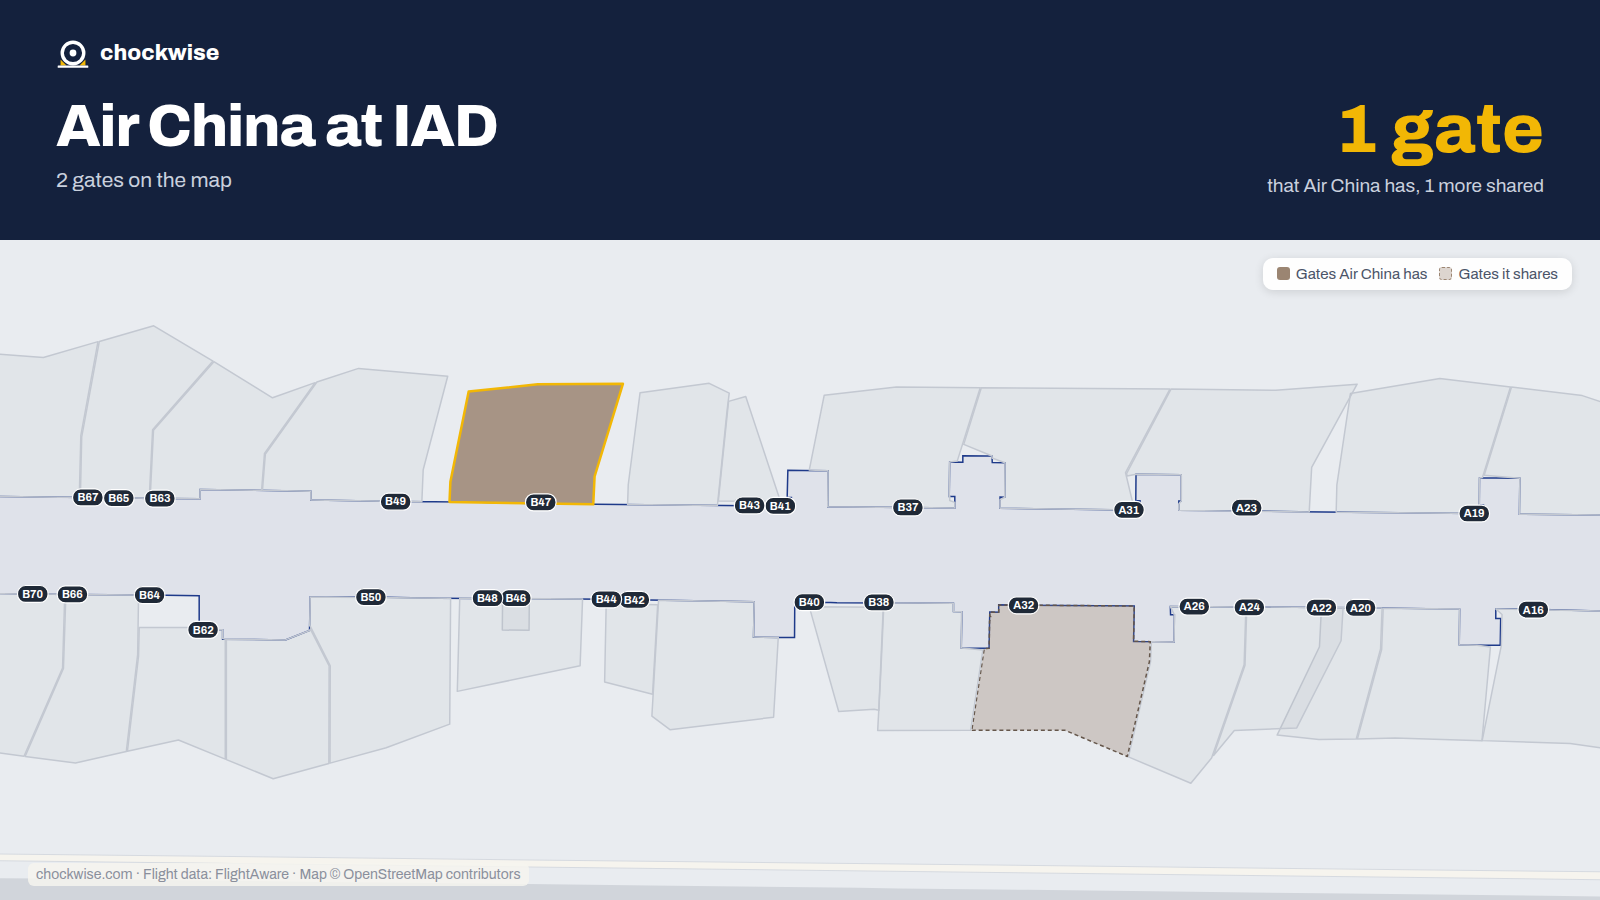 chockwise
Air China at IAD
2 gates on the map
1 gate
that Air China has, 1 more shared
Gates Air China has
Gates it shares
B67 B65 B63 B49 B47 B43 B41 B37 A31 A23 A19
B70 B66 B64 B62 B50 B48 B46 B44 B42 B40 B38 A32 A26 A24 A22 A20 A16
chockwise.com · Flight data: FlightAware · Map © OpenStreetMap contributors